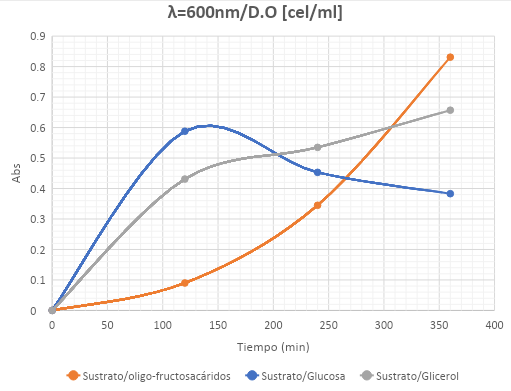 λ=600nm/D.O [cel/ml]
0.9
0.8
0.7
0.6
0.5
0.4
0.3
0.2
0.1
0
Abs
0 50 100 150 200 250 300 350 400
Tiempo (min)
Sustrato/oligo-fructosacáridos Sustrato/Glucosa Sustrato/Glicerol